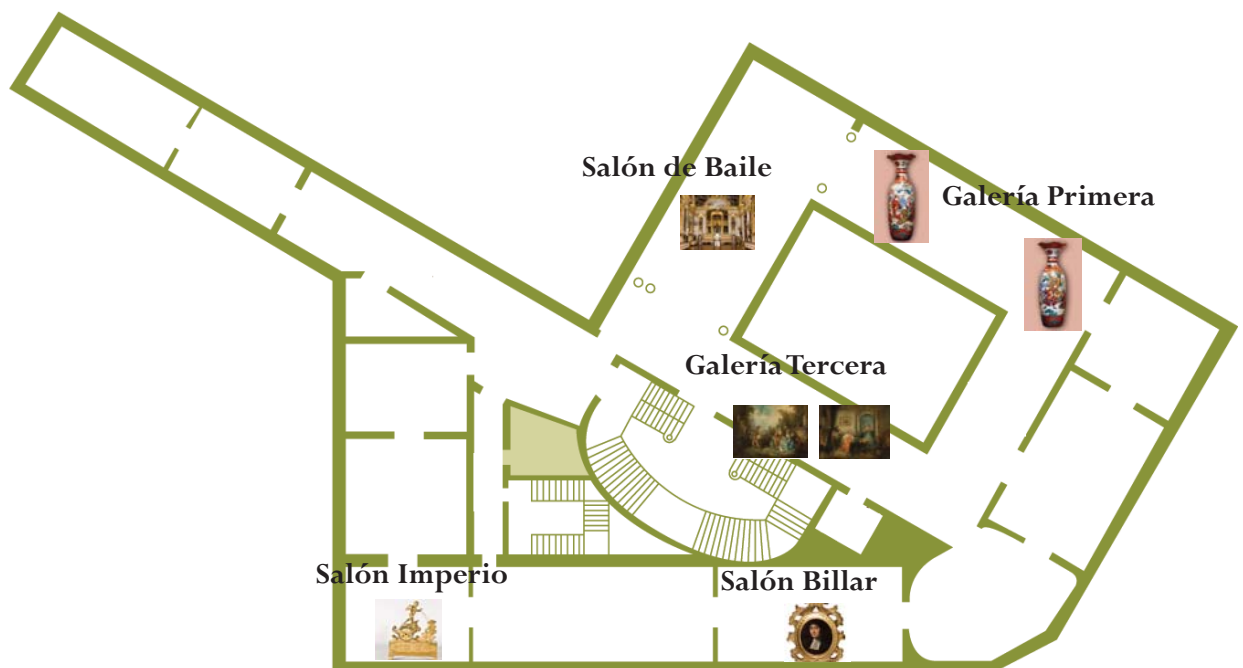 Salón de Baile
Galería Primera
Galería Tercera
Salón Imperio
Salón Billar